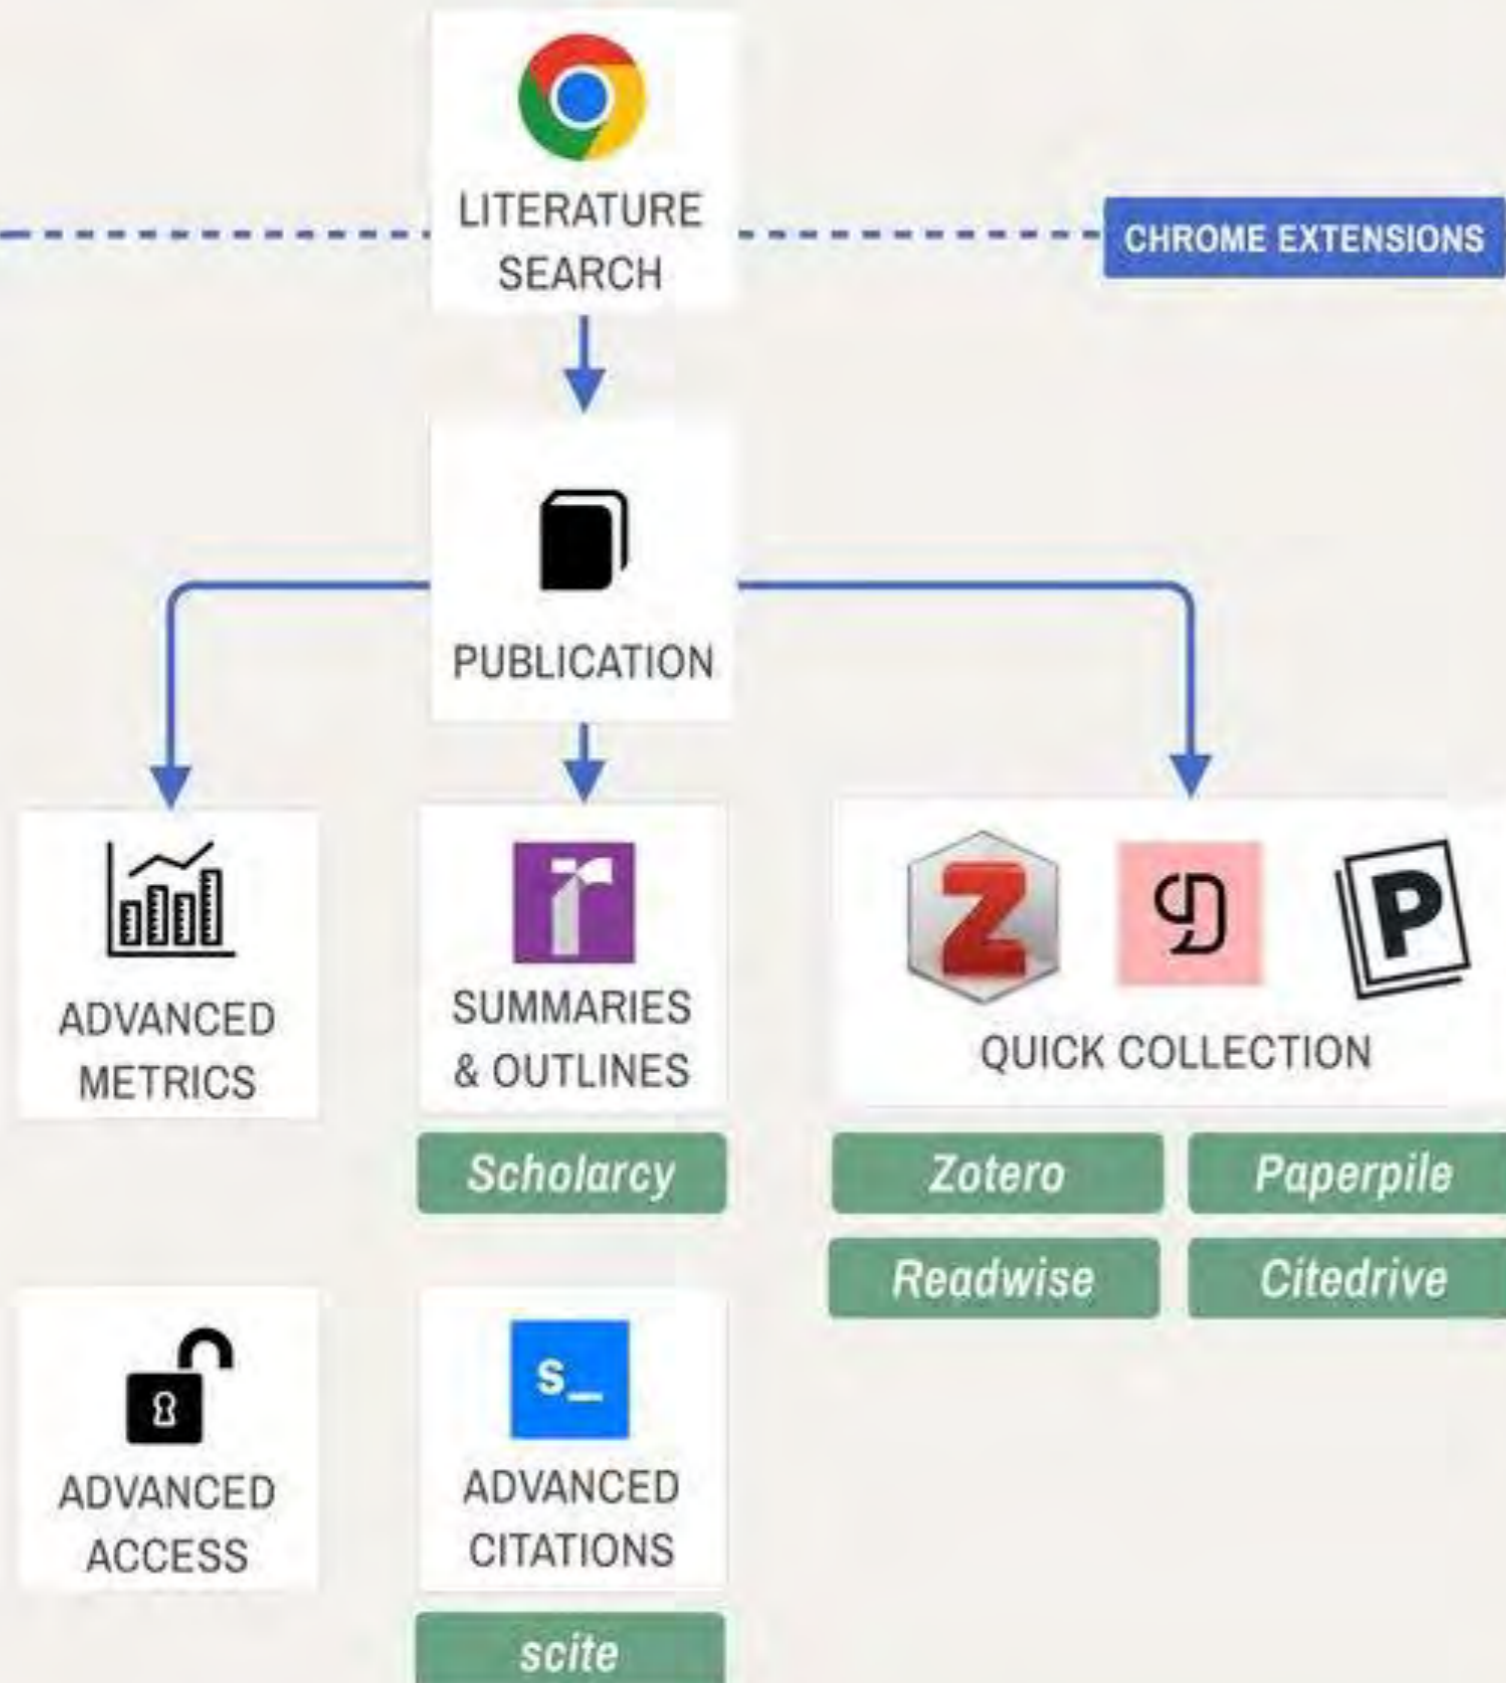 LITERATURE
SEARCH
CHROME EXTENSIONS
PUBLICATION
ADVANCED
METRICS
SUMMARIES
& OUTLINES
Z
P
QUICK COLLECTION
Scholarcy
Zotero
Paperpile
Readwise
Citedrive
ADVANCED
ACCESS
s_
ADVANCED
CITATIONS
scite